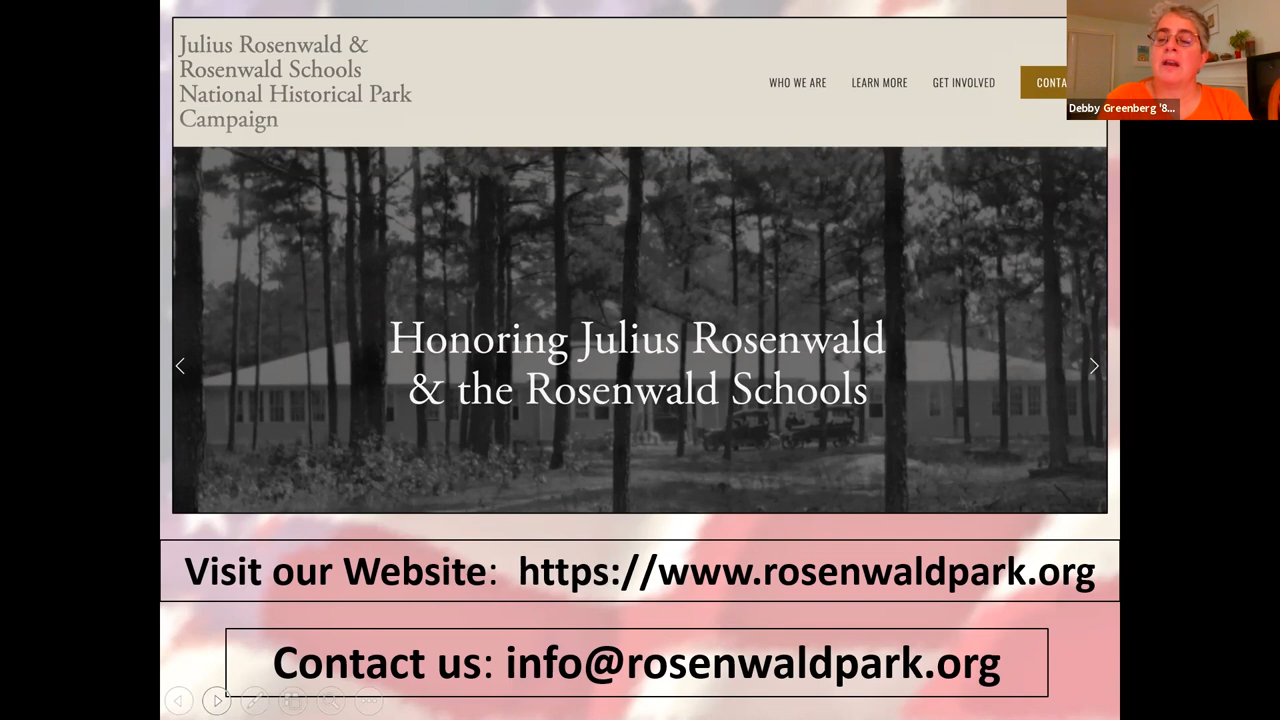 Julius Rosenwald &
Rosenwald Schools
National Historical Park
Campaign
WHO WE ARE LEARN MORE GET INVOLVED CONTA
Debby Greenberg '8...
Honoring Julius Rosenwald
& the Rosenwald Schools
Visit our Website: https://www.rosenwaldpark.org
Contact us: info@rosenwaldpark.org